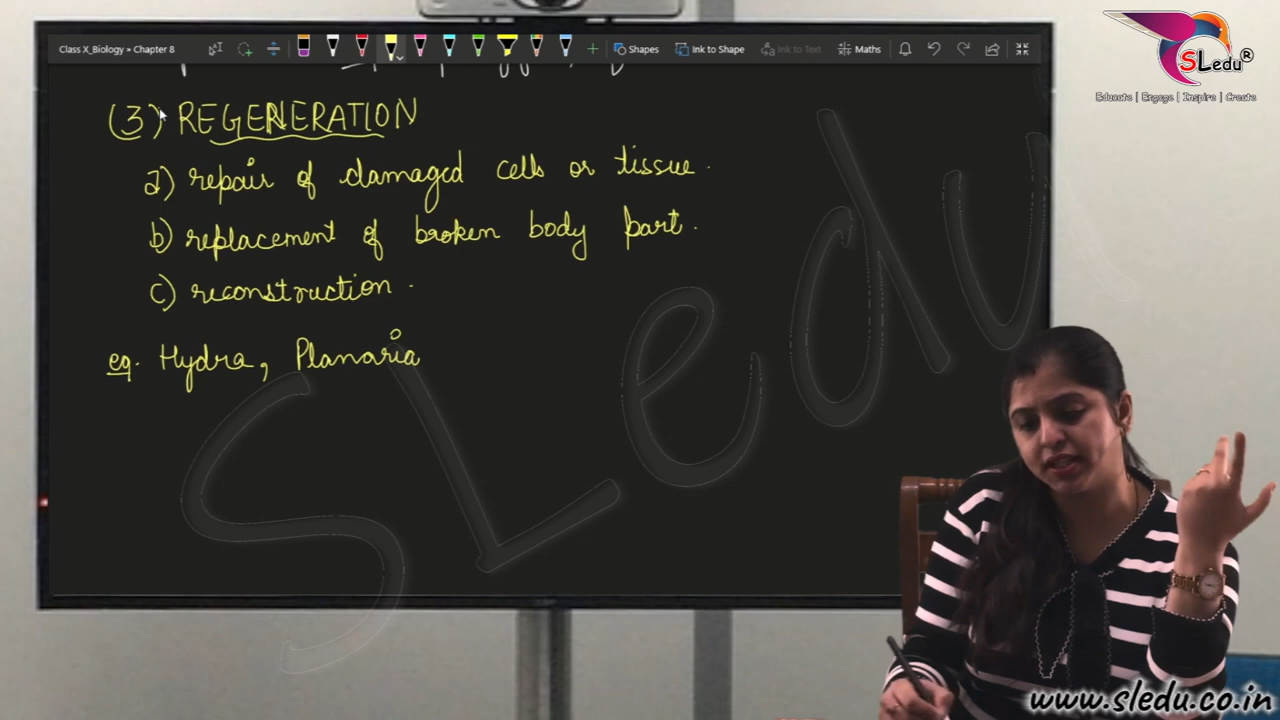 Class X_Biology » Chapter 8
Shapes
Ink to Shape
Ink to Text
Maths
SLedu®
Educate | Engage | Inspire | Create
(3) REGENERATION
a) repair of damaged cells or tissue.
b) replacement of broken body part.
c) reconstruction.
eg. Hydra, Planaria
SLedu
www.sledu.co.in